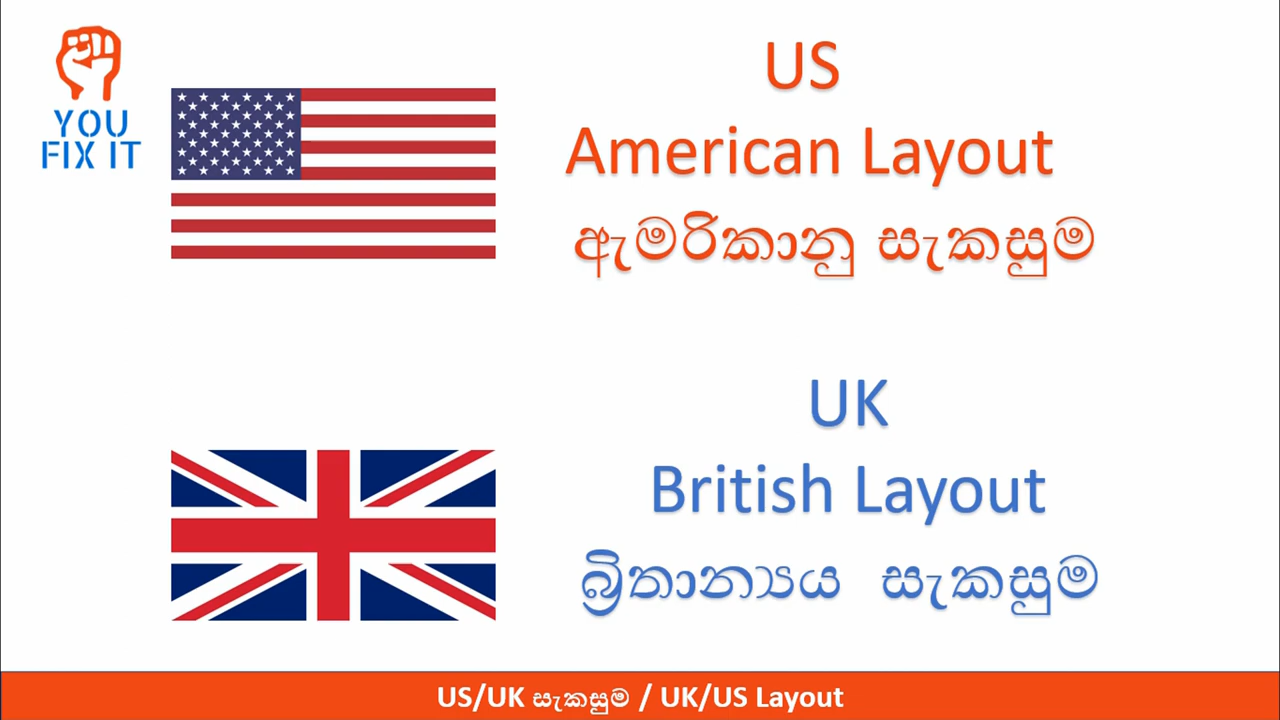 YOU
FIX IT
US
American Layout
ඇමරිකානු සැකසුම
UK
British Layout
බ්‍රිතාන්‍යය සැකසුම
US/UK සැකසුම / UK/US Layout